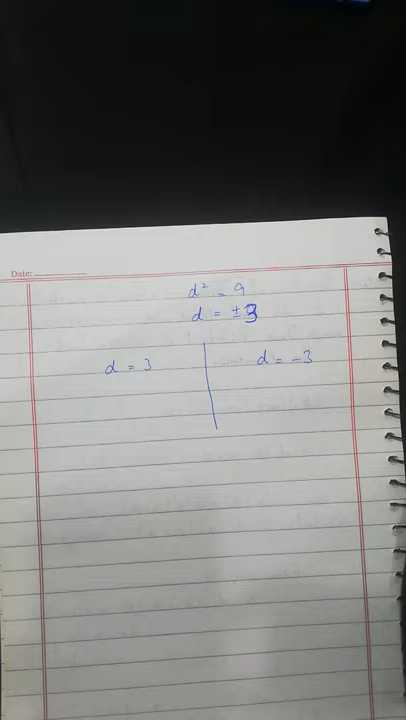 Date:
d² = 9
d = ±3
d = 3
d = -3